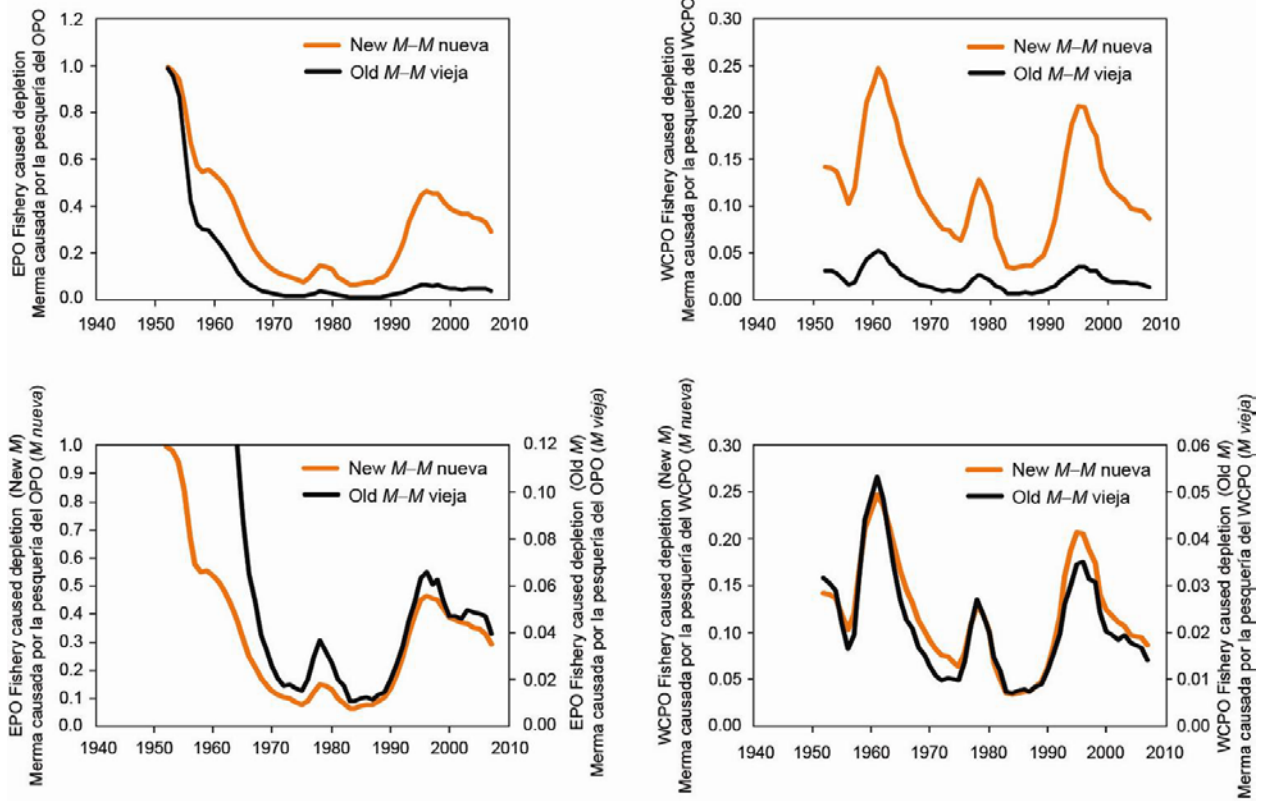 EPO Fishery caused depletion
Merma causada por la pesquería del OPO
1.2
1.0
0.8
0.6
0.4
0.2
0.0
New M–M nueva
Old M–M vieja
1940 1950 1960 1970 1980 1990 2000 2010
WCPO Fishery caused depletion
Merma causada por la pesquería del WCPO
0.30
0.25
0.20
0.15
0.10
0.05
0.00
New M–M nueva
Old M–M vieja
1940 1950 1960 1970 1980 1990 2000 2010
EPO Fishery caused depletion (New M)
Merma causada por la pesquería del OPO (M nueva)
1.0
0.9
0.8
0.7
0.6
0.5
0.4
0.3
0.2
0.1
0.0
New M–M nueva
Old M–M vieja
0.12
0.10
0.08
0.06
0.04
0.02
0.00
EPO Fishery caused depletion (Old M)
Merma causada por la pesquería del OPO (M vieja)
1940 1950 1960 1970 1980 1990 2000 2010
WCPO Fishery caused depletion (New M)
Merma causada por la pesquería del WCPO (M nueva)
0.30
0.25
0.20
0.15
0.10
0.05
0.00
New M–M nueva
Old M–M vieja
0.06
0.05
0.04
0.03
0.02
0.01
0.00
WCPO Fishery caused depletion (Old M)
Merma causada por la pesquería del WCPO (M vieja)
1940 1950 1960 1970 1980 1990 2000 2010